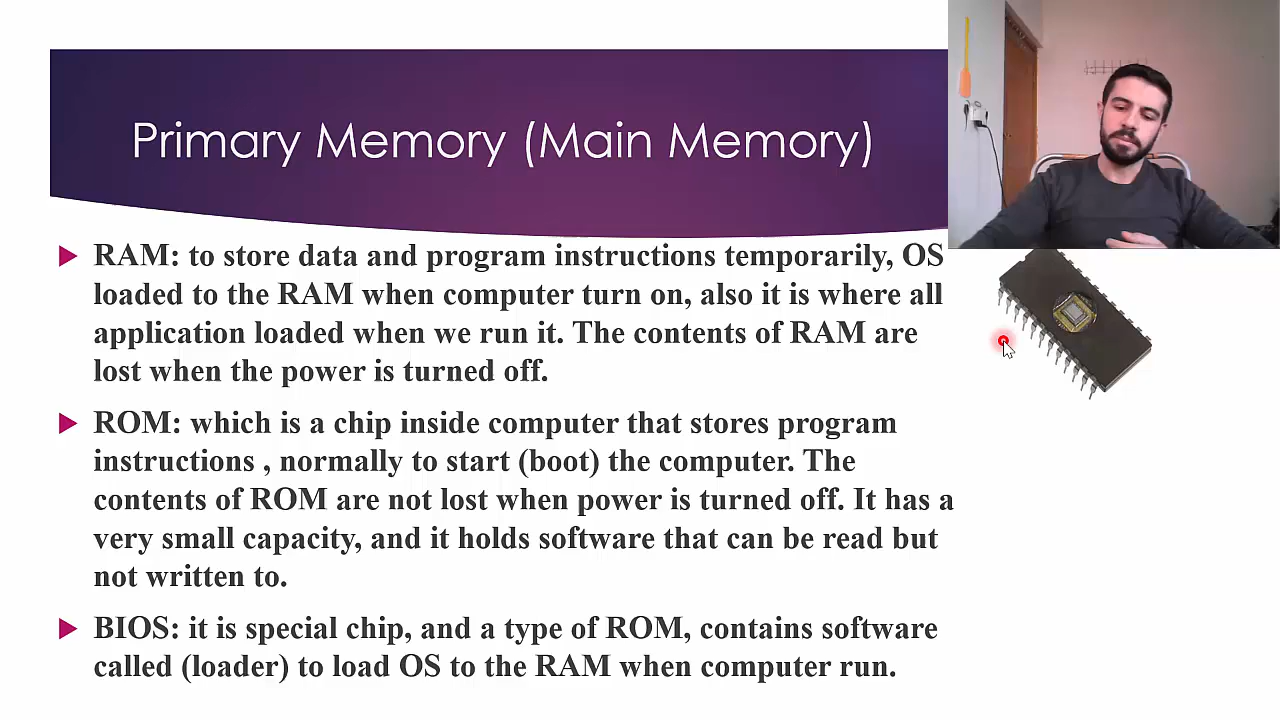 Primary Memory (Main Memory)
RAM: to store data and program instructions temporarily, OS
loaded to the RAM when computer turn on, also it is where all
application loaded when we run it. The contents of RAM are
lost when the power is turned off.
ROM: which is a chip inside computer that stores program
instructions , normally to start (boot) the computer. The
contents of ROM are not lost when power is turned off. It has a
very small capacity, and it holds software that can be read but
not written to.
BIOS: it is special chip, and a type of ROM, contains software
called (loader) to load OS to the RAM when computer run.